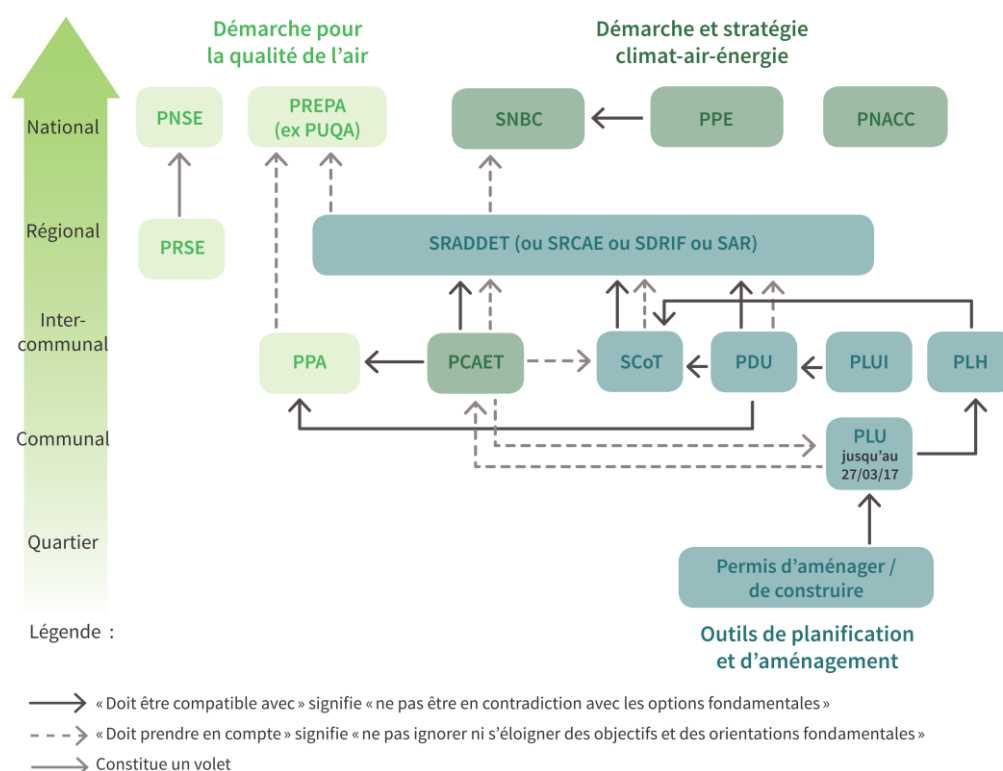 Démarche pour
la qualité de l’air
Démarche et stratégie
climat-air-énergie
National
PNSE
PREPA
(ex PUQA)
SNBC
PPE
PNACC
Régional
PRSE
SRADDET (ou SRCAE ou SDRIF ou SAR)
Inter-
communal
PPA
PCAET
SCoT
PDU
PLUI
PLH
Communal
PLU
jusqu’au
27/03/17
Quartier
Permis d’aménager /
de construire
Légende :
Outils de planification
et d’aménagement
« Doit être compatible avec » signifie « ne pas être en contradiction avec les options fondamentales »
« Doit prendre en compte » signifie « ne pas ignorer ni s’éloigner des objectifs et des orientations fondamentales »
Constitue un volet